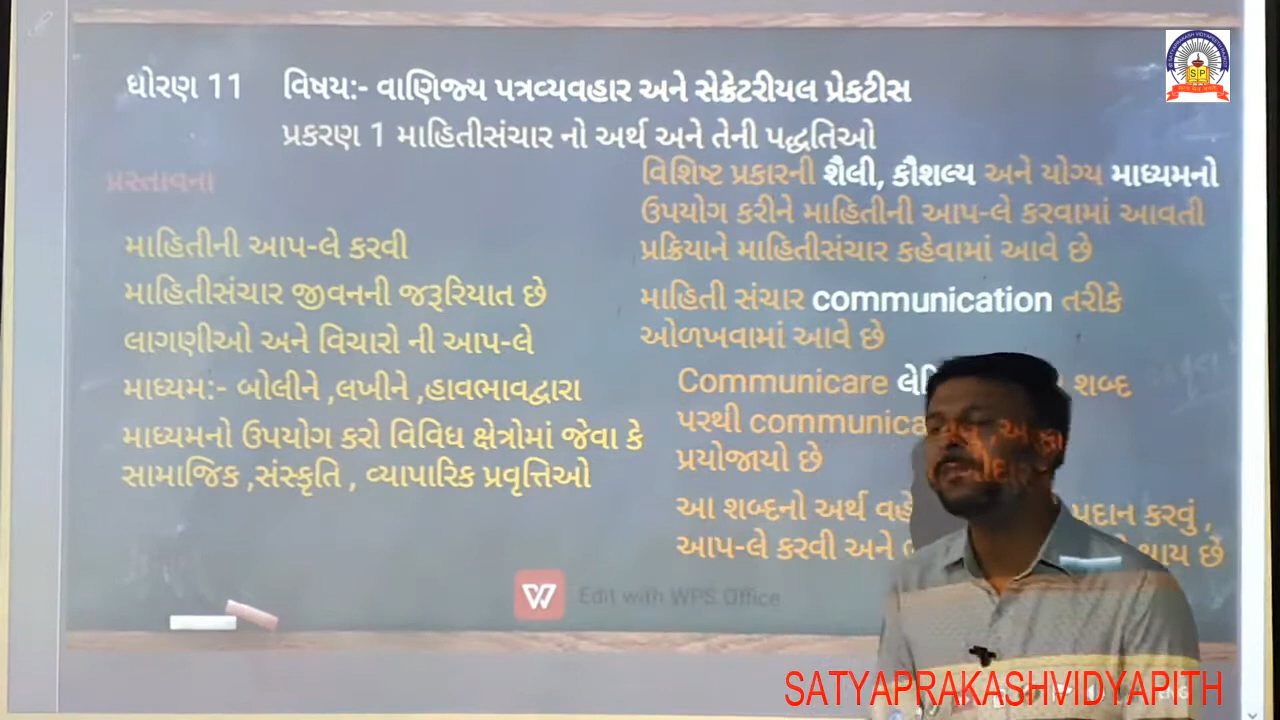 ધોરણ 11 વિષય:- વાણિજ્ય પત્રવ્યવહાર અને સેક્રેટરીયલ પ્રેક્ટીસ
પ્રકરણ 1 માહિતીસંચાર નો અર્થ અને તેની પદ્ધતિઓ
પ્રસ્તાવના
માહિતીની આપ-લે કરવી
માહિતીસંચાર જીવનની જરૂરિયાત છે
લાગણીઓ અને વિચારો ની આપ-લે
માધ્યમ:- બોલીને ,લખીને ,હાવભાવદ્વારા
માધ્યમનો ઉપયોગ કરો વિવિધ ક્ષેત્રોમાં જેવા કે
સામાજિક ,સંસ્કૃતિ , વ્યાપારિક પ્રવૃત્તિઓ
વિશિષ્ટ પ્રકારની શૈલી, કૌશલ્ય અને યોગ્ય માધ્યમનો
ઉપયોગ કરીને માહિતીની આપ-લે કરવામાં આવતી
પ્રક્રિયાને માહિતીસંચાર કહેવામાં આવે છે
માહિતી સંચાર communication તરીકે
ઓળખવામાં આવે છે
Communicare શબ્દ
પરથી
પ્રયોજાયો છે
આ શબ્દનો અર્થ પ્રદાન કરવું ,
આપ-લે કરવી અને થાય છે
Edit with WPS Office
SATYAPRAKASHVIDYAPITH